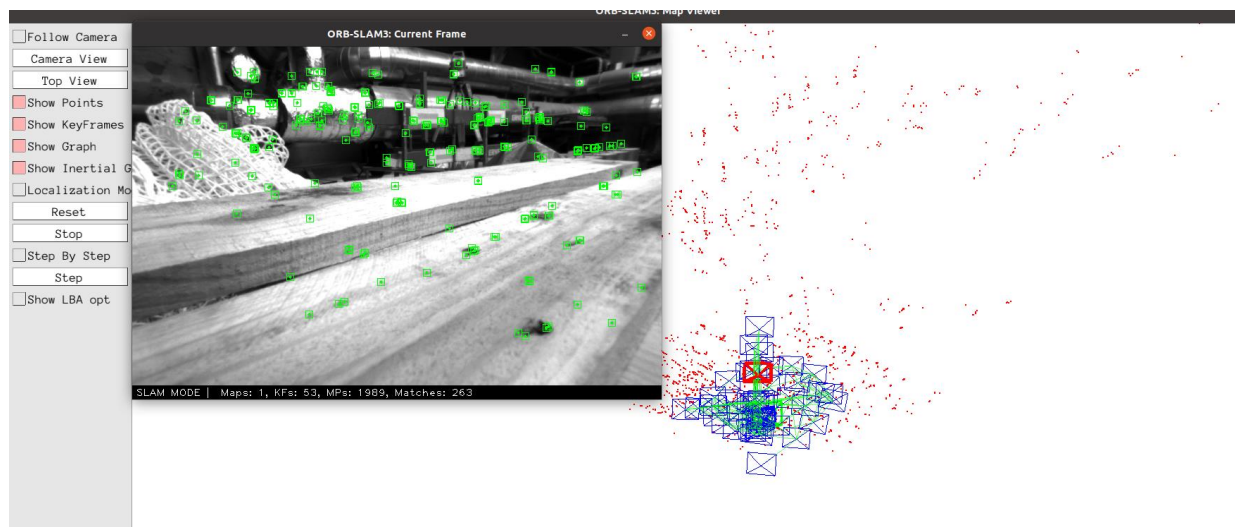 ORB-SLAM3: Map Viewer
ORB-SLAM3: Current Frame
Follow Camera
Camera View
Top View
Show Points
Show KeyFrames
Show Graph
Show Inertial G
Localization Mo
Reset
Stop
Step By Step
Step
Show LBA opt
SLAM MODE | Maps: 1, KFs: 53, MPs: 1989, Matches: 263